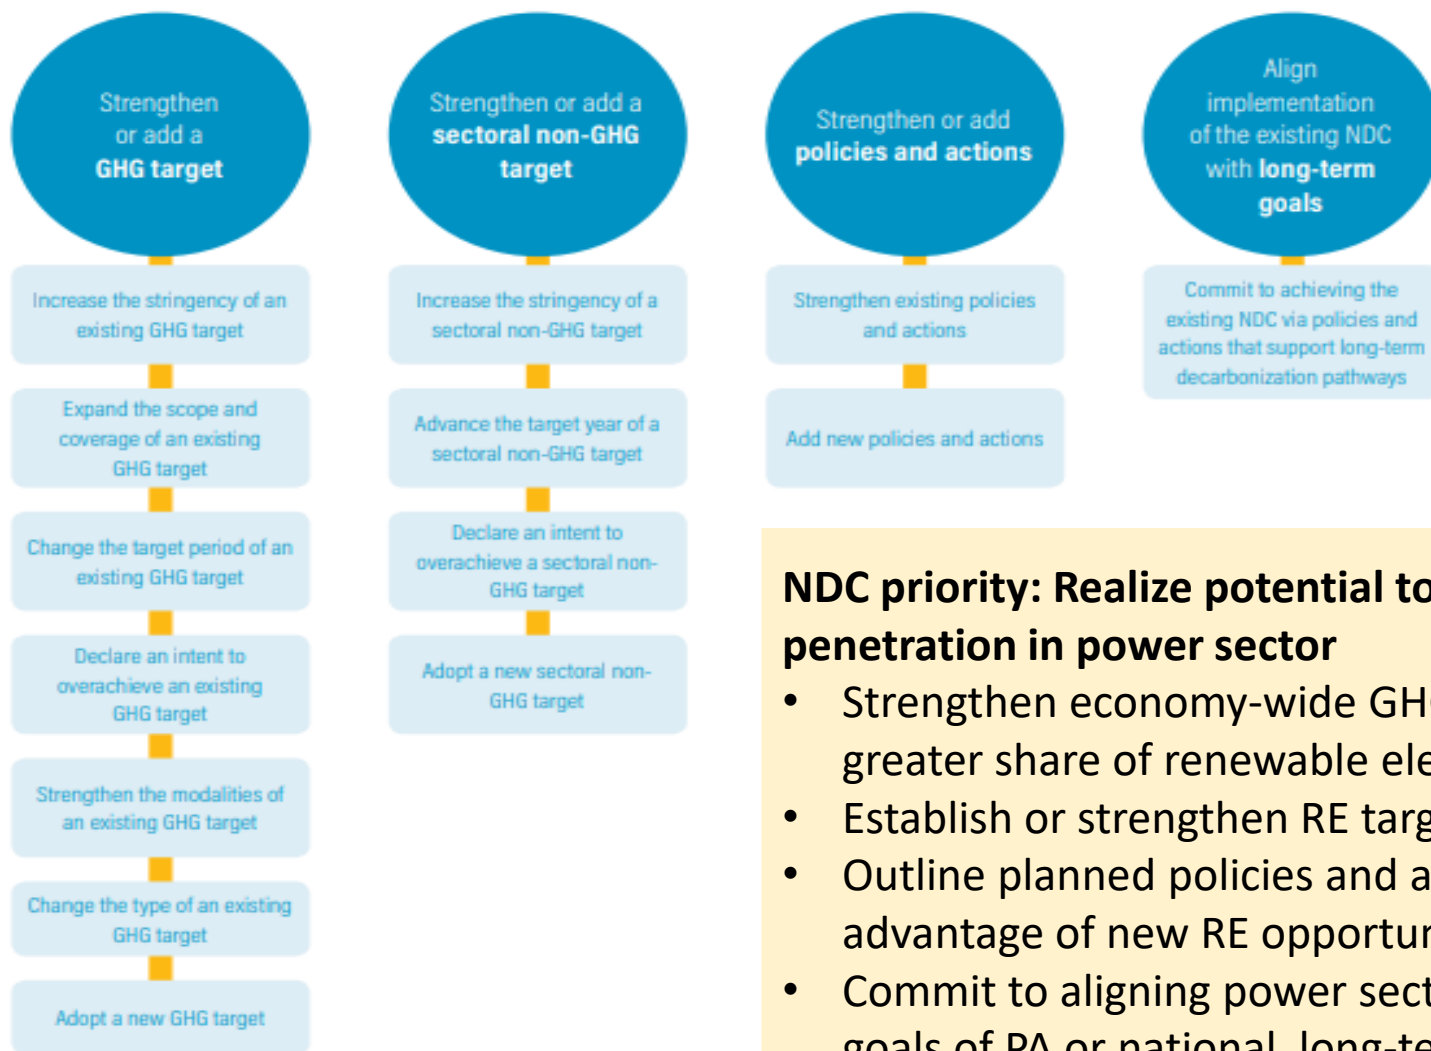 Strengthen
or add a
GHG target
Increase the stringency of an
existing GHG target
Expand the scope and
coverage of an existing
GHG target
Change the target period of an
existing GHG target
Declare an intent to
overachieve an existing
GHG target
Strengthen the modalities of
an existing GHG target
Change the type of an existing
GHG target
Adopt a new GHG target
Strengthen or add a
sectoral non-GHG
target
Increase the stringency of a
sectoral non-GHG target
Advance the target year of a
sectoral non-GHG target
Declare an intent to
overachieve a sectoral non-
GHG target
Adopt a new sectoral non-
GHG target
Strengthen or add
policies and actions
Strengthen existing policies
and actions
Add new policies and actions
Align
implementation
of the existing NDC
with long-term
goals
Commit to achieving the
existing NDC via policies and
actions that support long-term
decarbonization pathways
NDC priority: Realize potential to
penetration in power sector
• Strengthen economy-wide
greater share of renewable
• Establish or strengthen RE
• Outline planned policies and
advantage of new RE
• Commit to aligning power
goals of PA or national, long-